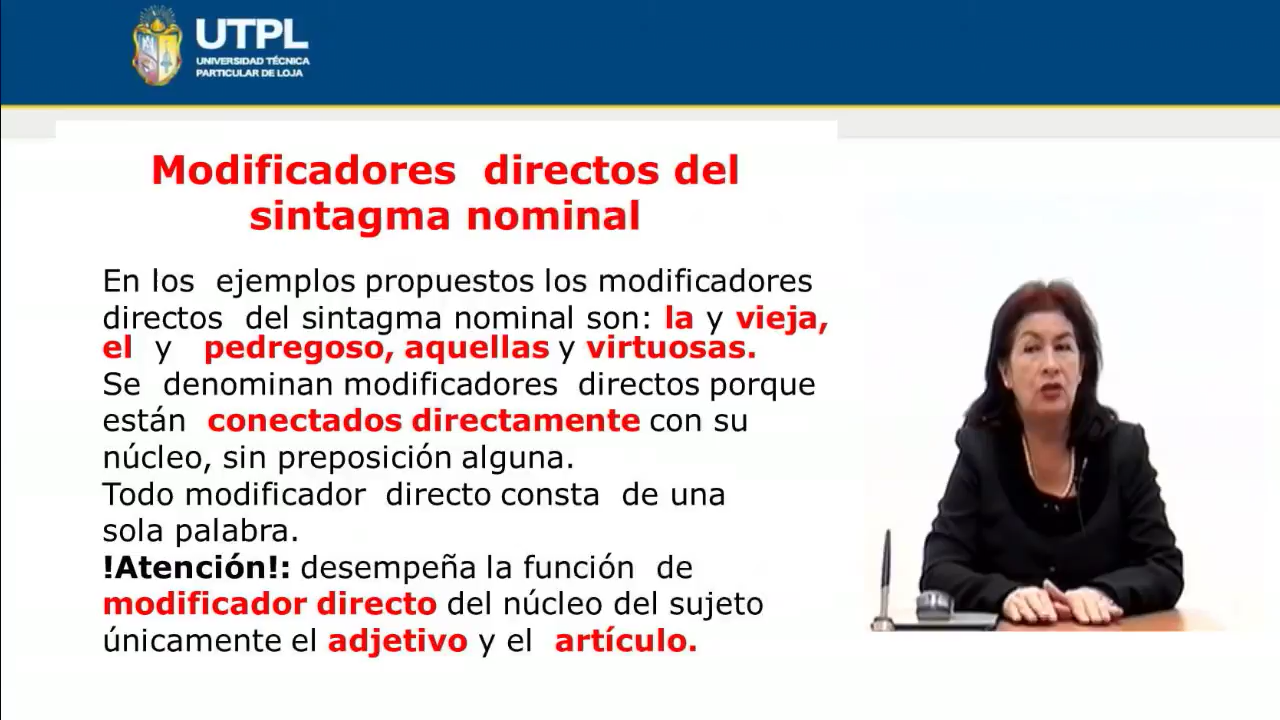 UTPL
UNIVERSIDAD TÉCNICA
PARTICULAR DE LOJA
Modificadores directos del
sintagma nominal
En los ejemplos propuestos los modificadores
directos del sintagma nominal son: la y vieja,
el y pedregoso, aquellas y virtuosas.
Se denominan modificadores directos porque
están conectados directamente con su
núcleo, sin preposición alguna.
Todo modificador directo consta de una
sola palabra.
!Atención!: desempeña la función de
modificador directo del núcleo del sujeto
únicamente el adjetivo y el artículo.